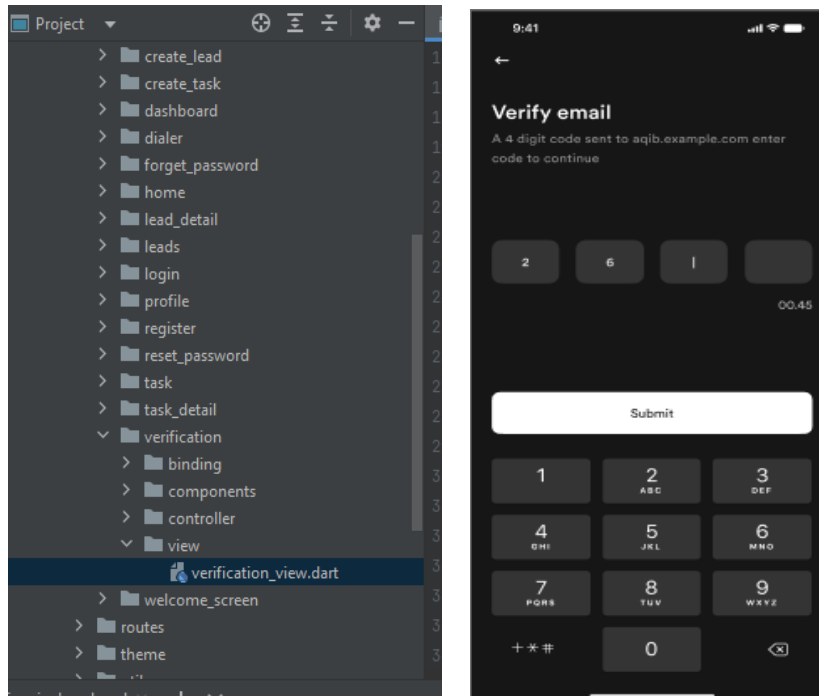 Project
create_lead
create_task
dashboard
dialer
forget_password
home
lead_detail
leads
login
profile
register
reset_password
task
task_detail
verification
binding
components
controller
view
verification_view.dart
welcome_screen
routes
theme
9:41
Verify email
A 4 digit code sent to aqib.example.com enter
code to continue
2 6 |
00.45
Submit
1 2 3
ABC DEF
4 5 6
GHI JKL MNO
7 8 9
PQRS TUV WXYZ
+*# 0